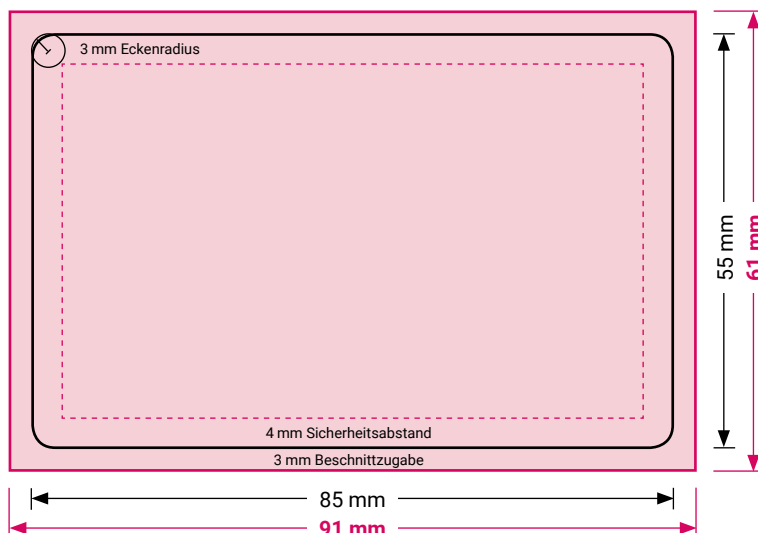 3 mm Eckenradius
55 mm
61 mm
4 mm Sicherheitsabstand
3 mm Beschnittzugabe
85 mm
91 mm